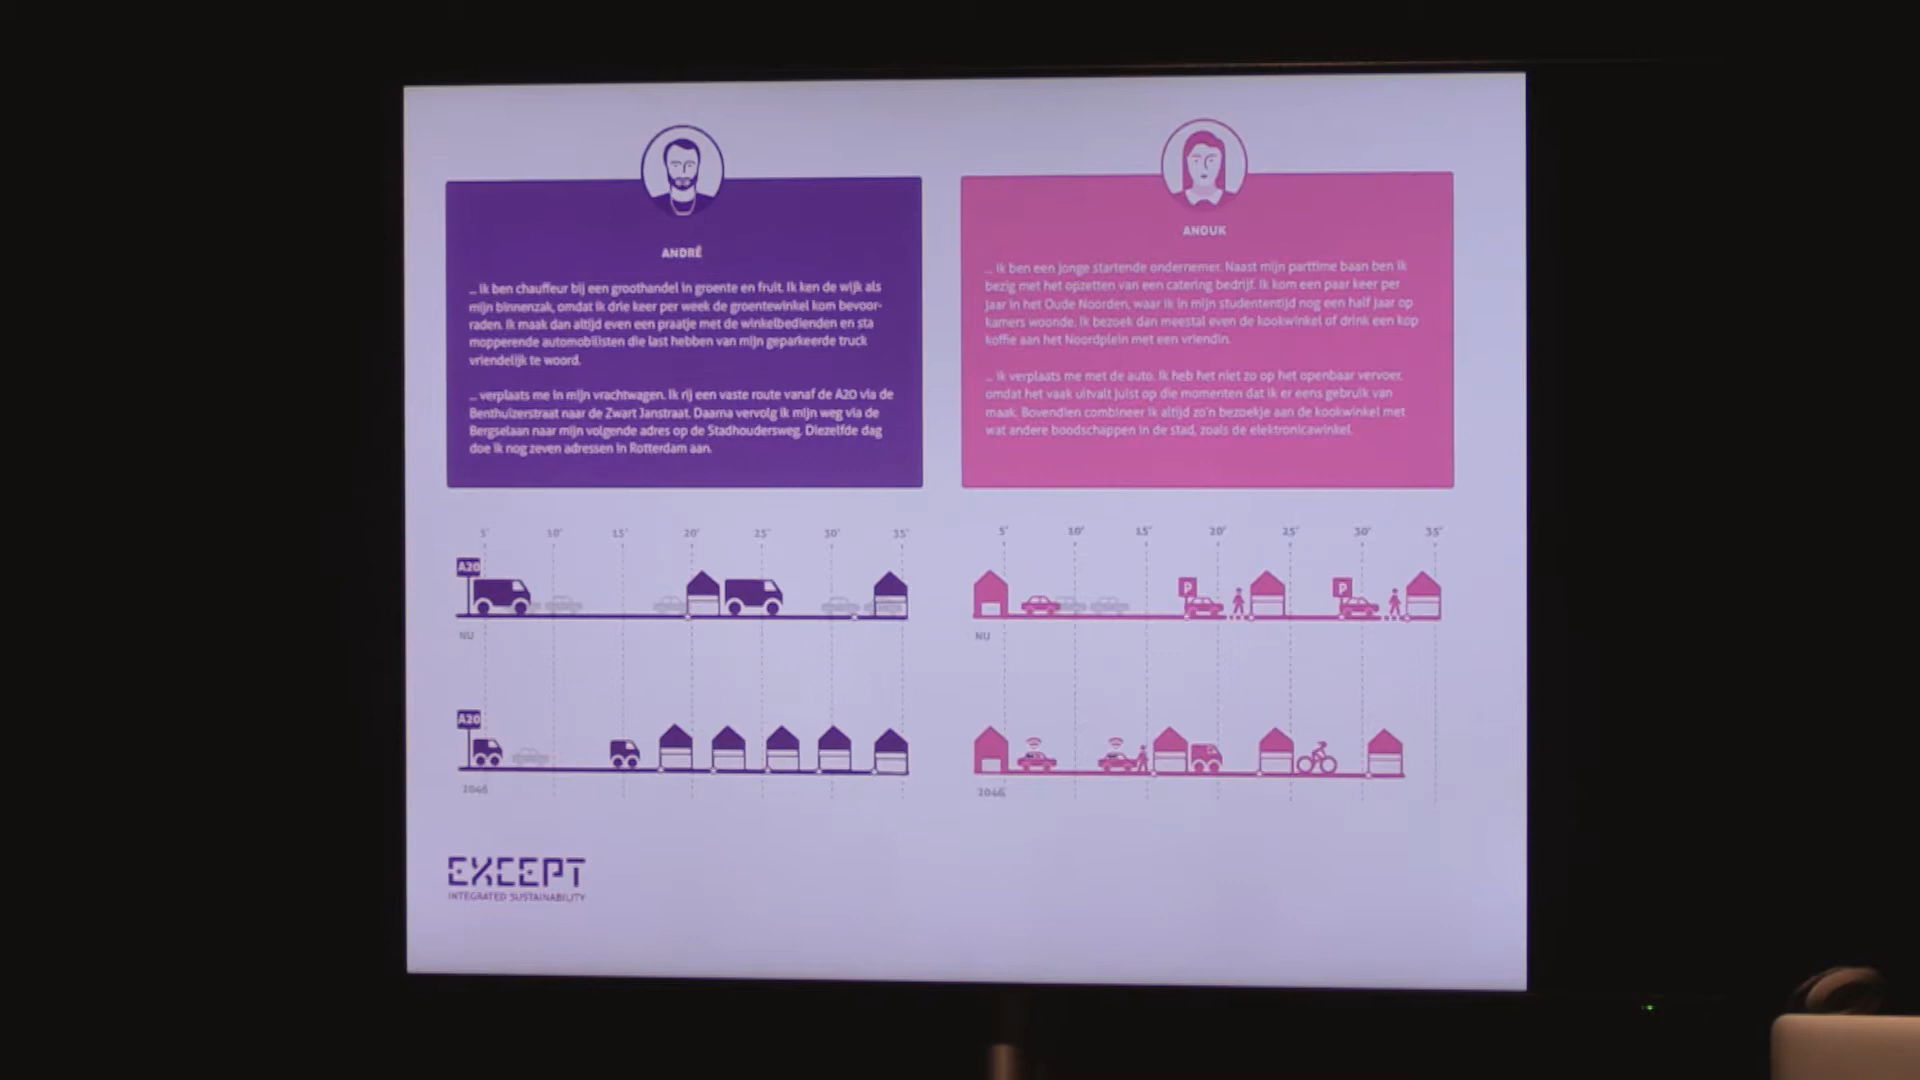 ANDRÉ
... ik ben chauffeur bij een groothandel in groente en fruit. Ik ken de wijk als
mijn binnenzak, omdat ik drie keer per week de groentewinkel kom bevoor-
raden. Ik maak dan altijd even een praatje met de winkelbedienden en sta
mopperende automobilisten die last hebben van mijn geparkeerde truck
vriendelijk te woord.
... verplaats me in mijn vrachtwagen. Ik rij een vaste route vanaf de A20 via de
Benthuizerstraat naar de Zwart Janstraat. Daarna vervolg ik mijn weg via de
Bergselaan naar mijn volgende adres op de Stadhoudersweg. Diezelfde dag
doe ik nog zeven adressen in Rotterdam aan.
5' 10' 15' 20' 25' 30' 35'
A20
NU
A20
2046
ANOUK
... ik ben een jonge startende ondernemer. Naast mijn parttime baan ben ik
bezig met het opzetten van een catering bedrijf. Ik kom een paar keer per
jaar in het Oude Noorden, waar ik in mijn studententijd nog een half jaar op
kamers woonde. Ik bezoek dan meestal even de kookwinkel of drink een kop
koffie aan het Noordplein met een vriendin.
... ik verplaats me met de auto. Ik heb het niet zo op het openbaar vervoer,
omdat het vaak uitvalt juist op die momenten dat ik er eens gebruik van
maak. Bovendien combineer ik altijd zo'n bezoekje aan de kookwinkel met
wat andere boodschappen in de stad, zoals de elektronicawinkel.
5' 10' 15' 20' 25' 30' 35'
P P
NU
2046
EXCEPT
INTEGRATED SUSTAINABILITY